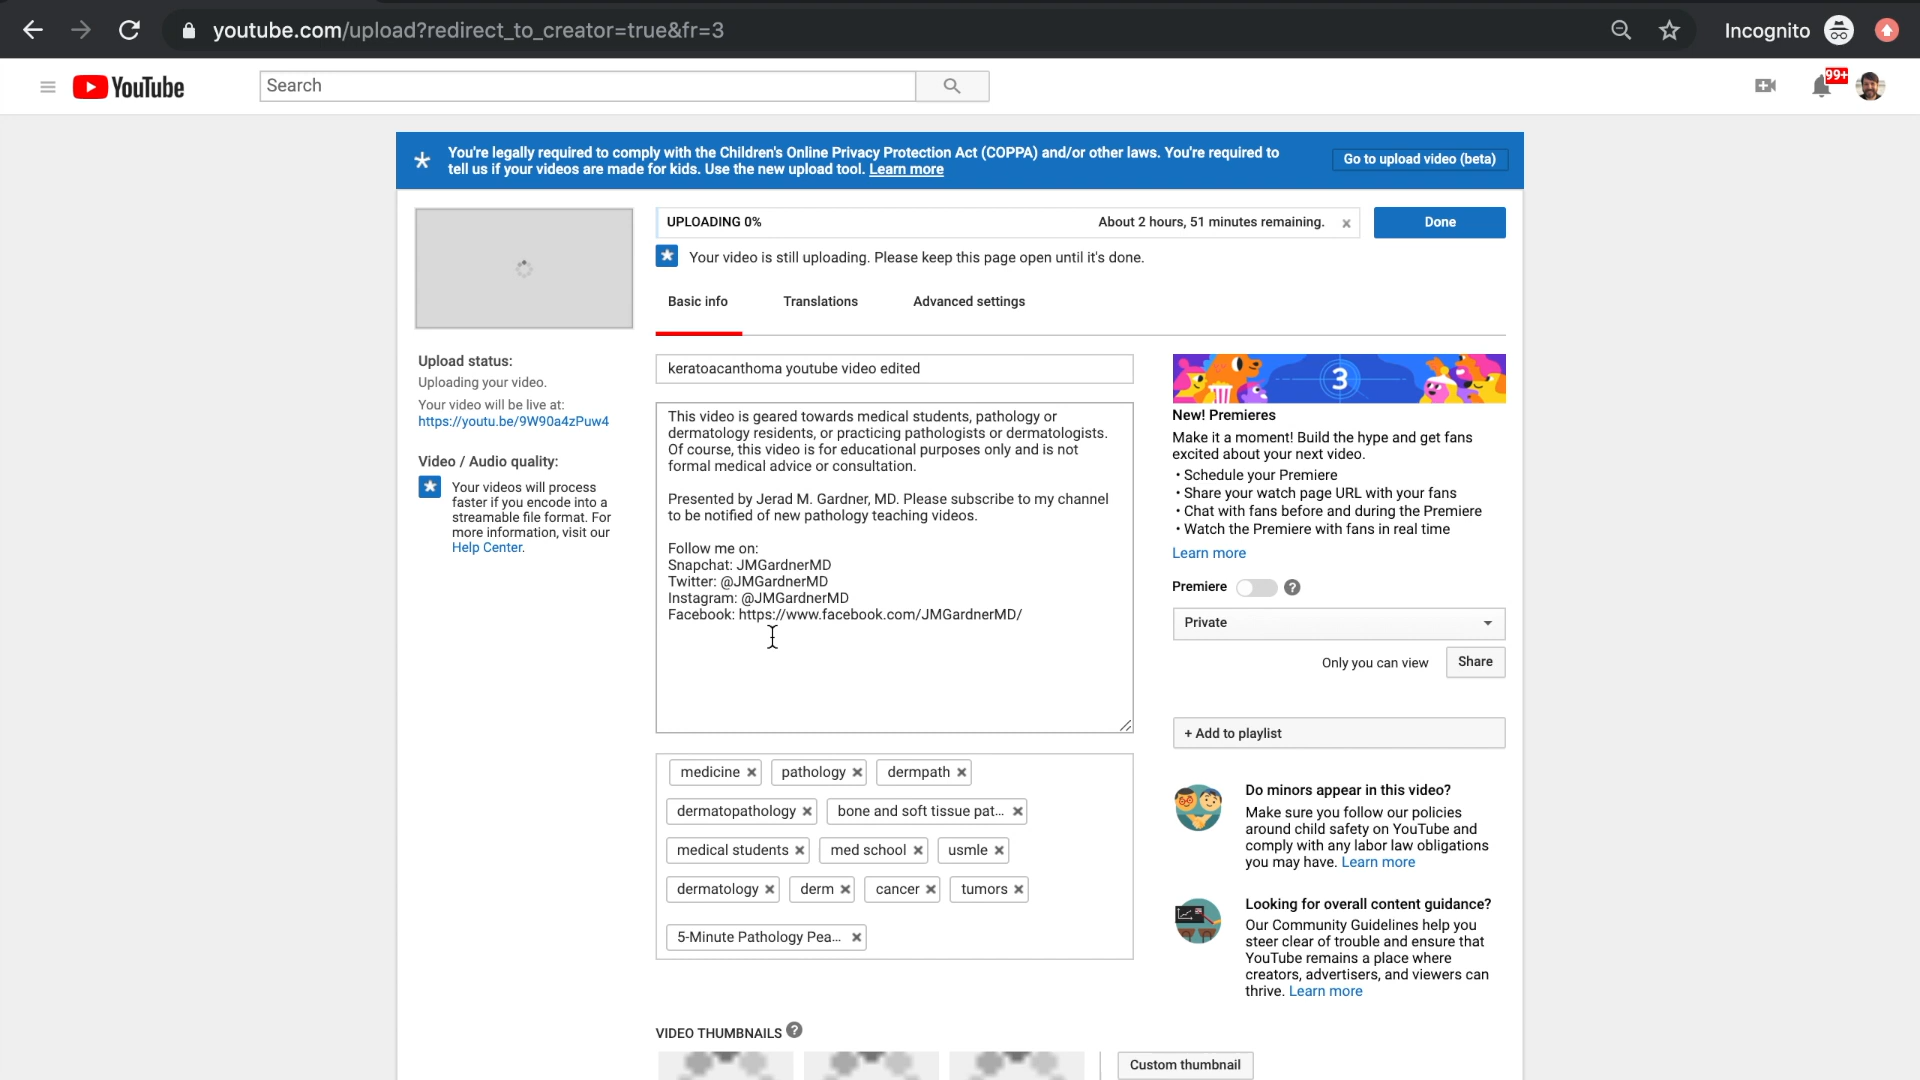 youtube.com/upload?redirect_to_creator=true&fr=3
Incognito
YouTube
Search
99+
You're legally required to comply with the Children's Online Privacy Protection Act (COPPA) and/or other laws. You're required to
tell us if your videos are made for kids. Use the new upload tool. Learn more
Go to upload video (beta)
UPLOADING 0%
About 2 hours, 51 minutes remaining.
Done
Your video is still uploading. Please keep this page open until it's done.
Basic info
Translations
Advanced settings
Upload status:
Uploading your video.
Your video will be live at:
https://youtu.be/9W90a4zPuw4
Video / Audio quality:
Your videos will process
faster if you encode into a
streamable file format. For
more information, visit our
Help Center.
keratoacanthoma youtube video edited
This video is geared towards medical students, pathology or
dermatology residents, or practicing pathologists or dermatologists.
Of course, this video is for educational purposes only and is not
formal medical advice or consultation.
Presented by Jerad M. Gardner, MD. Please subscribe to my channel
to be notified of new pathology teaching videos.
Follow me on:
Snapchat: JMGardnerMD
Twitter: @JMGardnerMD
Instagram: @JMGardnerMD
Facebook: https://www.facebook.com/JMGardnerMD/
medicine
pathology
dermpath
dermatopathology
bone and soft tissue pat...
medical students
med school
usmle
dermatology
derm
cancer
tumors
5-Minute Pathology Pea...
VIDEO THUMBNAILS ?
Custom thumbnail
3
New! Premieres
Make it a moment! Build the hype and get fans
excited about your next video.
• Schedule your Premiere
• Share your watch page URL with your fans
• Chat with fans before and during the Premiere
• Watch the Premiere with fans in real time
Learn more
Premiere ?
Private
Only you can view
Share
+ Add to playlist
Do minors appear in this video?
Make sure you follow our policies
around child safety on YouTube and
comply with any labor law obligations
you may have. Learn more
Looking for overall content guidance?
Our Community Guidelines help you
steer clear of trouble and ensure that
YouTube remains a place where
creators, advertisers, and viewers can
thrive. Learn more